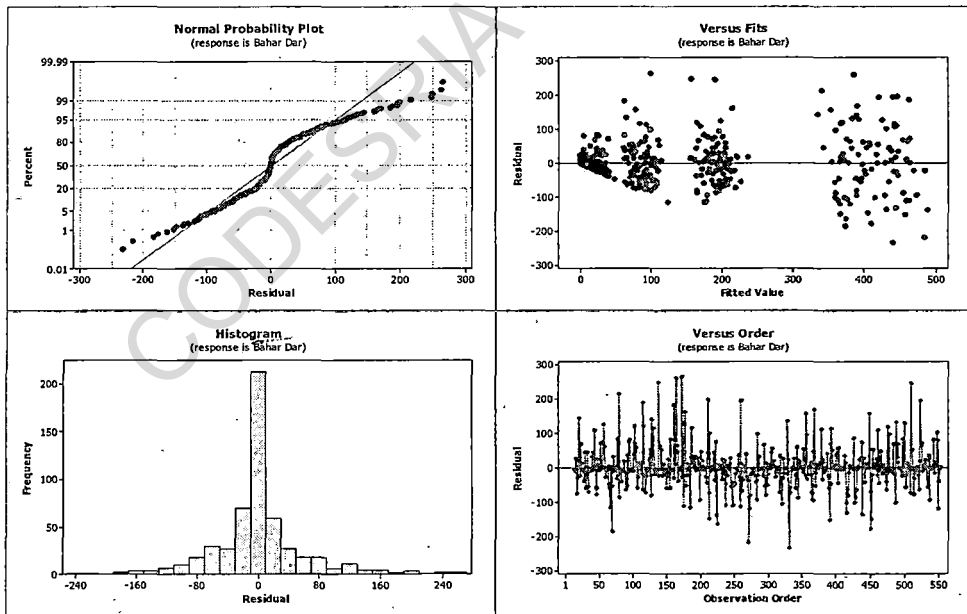 Normal Probability Plot
(response is Bahar Dar)
99.99
99
95
80
50
20
5
1
0.01
Percent
-300 -200 -100 0 100 200 300
Residual
Versus Fits
(response is Bahar Dar)
300
200
100
0
-100
-200
-300
Residual
0 100 200 300 400 500
Fitted Value
Histogram
(response is Bahar Dar)
200
150
100
50
0
Frequency
-240 -160 -80 0 80 160 240
Residual
Versus Order
(response is Bahar Dar)
300
200
100
0
-100
-200
-300
Residual
1 50 100 150 200 250 300 350 400 450 500 550
Observation Order
CODESRIA